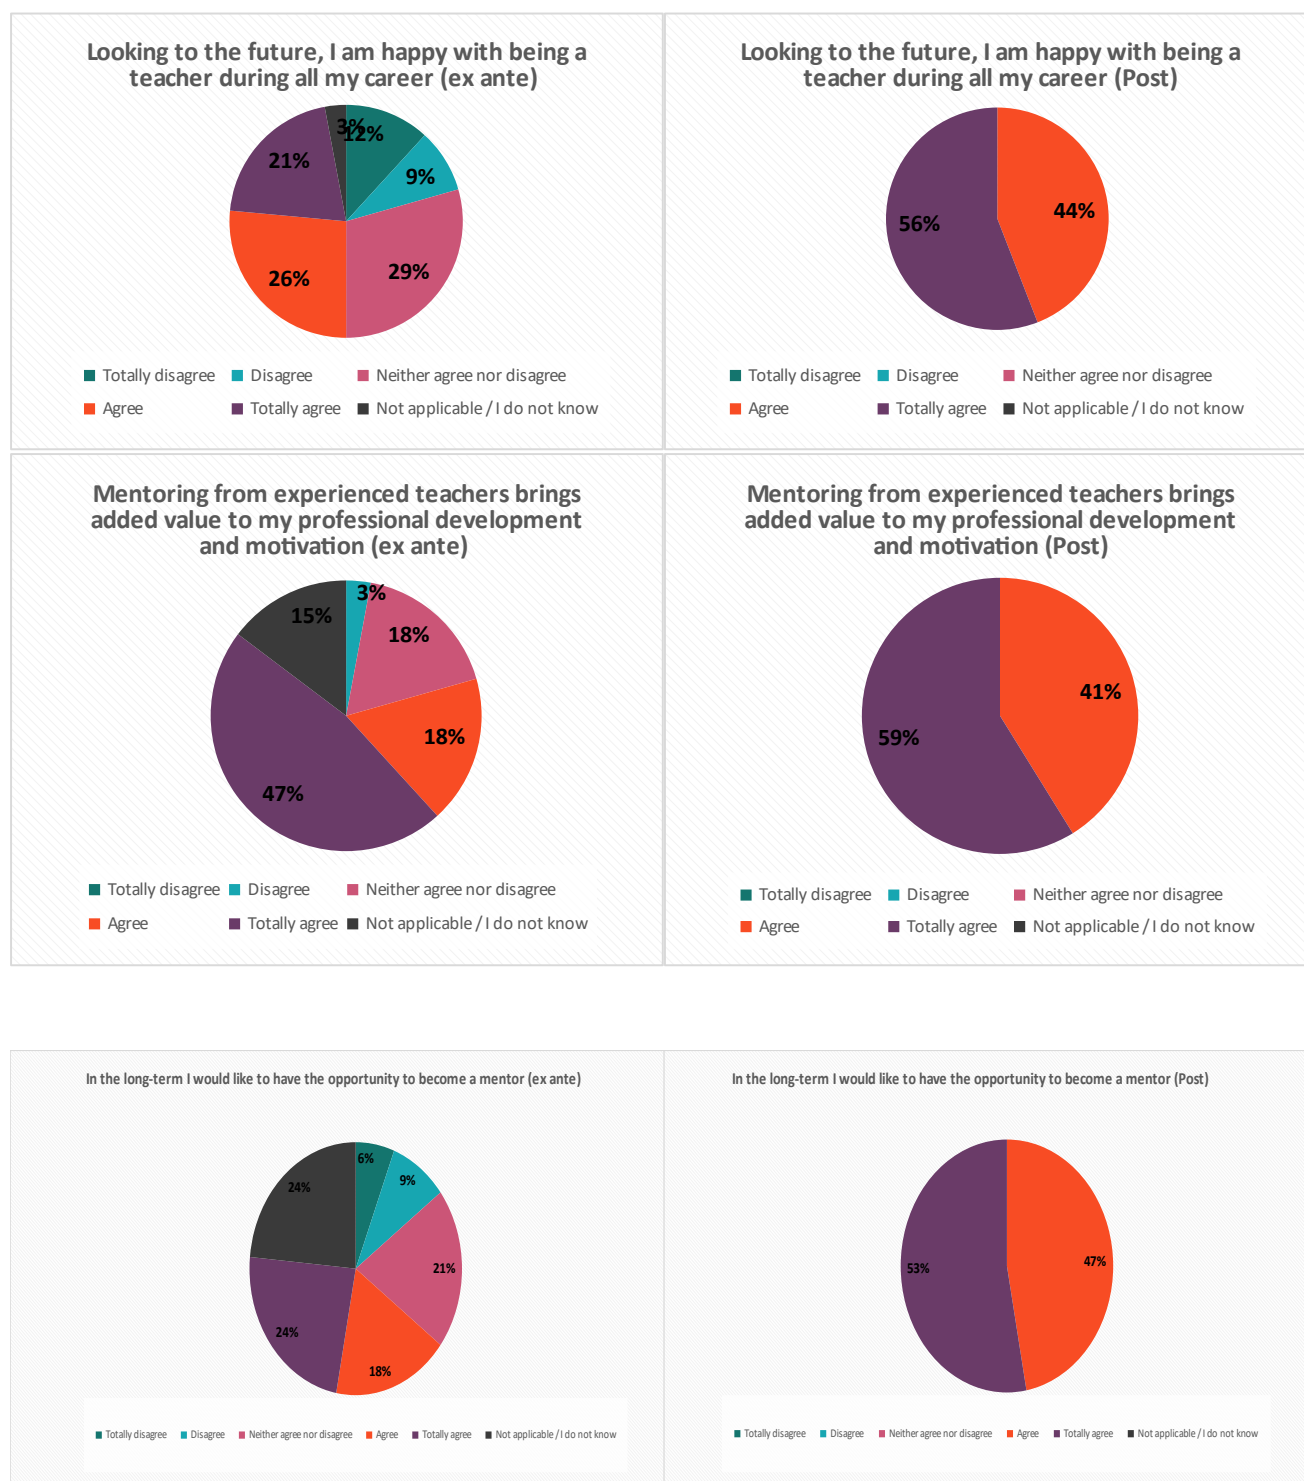 Looking to the future, I am happy with being a
teacher during all my career (ex ante)
3%
12%
21%
9%
26%
29%
Totally disagree Disagree Neither agree nor disagree
Agree Totally agree Not applicable / I do not know
Looking to the future, I am happy with being a
teacher during all my career (Post)
56%
44%
Totally disagree Disagree Neither agree nor disagree
Agree Totally agree Not applicable / I do not know
Mentoring from experienced teachers brings
added value to my professional development
and motivation (ex ante)
3%
15%
18%
18%
47%
Totally disagree Disagree Neither agree nor disagree
Agree Totally agree Not applicable / I do not know
Mentoring from experienced teachers brings
added value to my professional development
and motivation (Post)
41%
59%
Totally disagree Disagree Neither agree nor disagree
Agree Totally agree Not applicable / I do not know
In the long-term I would like to have the opportunity to become a mentor (ex ante)
6%
9%
24%
21%
24%
18%
Totally disagree Disagree Neither agree nor disagree Agree Totally agree Not applicable / I do not know
In the long-term I would like to have the opportunity to become a mentor (Post)
53%
47%
Totally disagree Disagree Neither agree nor disagree Agree Totally agree Not applicable / I do not know